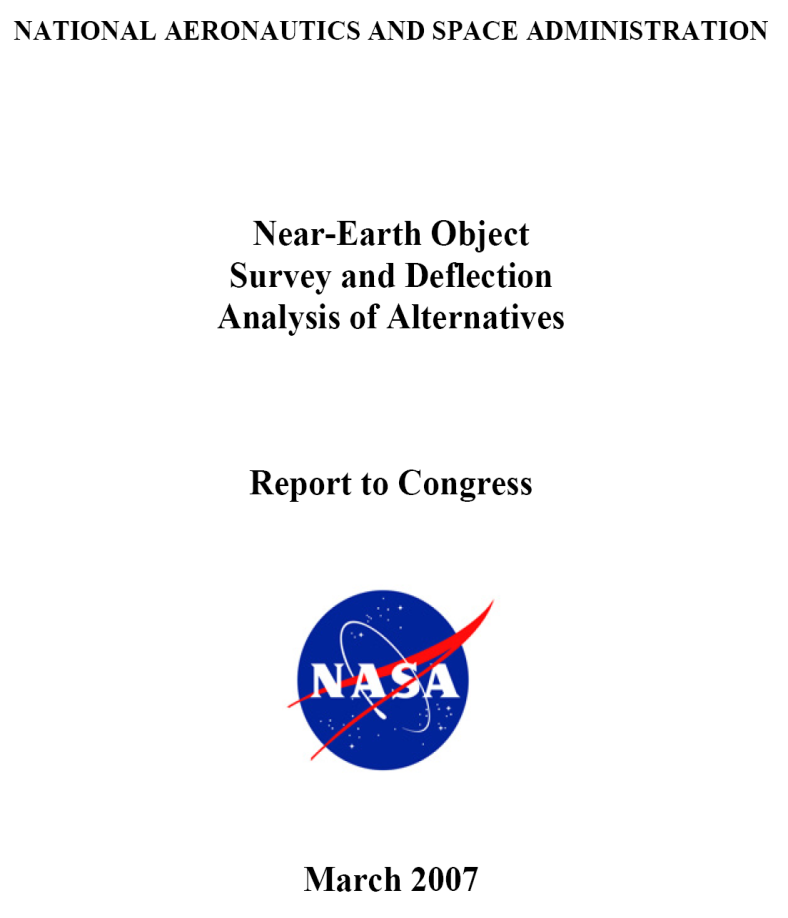 NATIONAL AERONAUTICS AND SPACE ADMINISTRATION
Near-Earth Object
Survey and Deflection
Analysis of Alternatives
Report to Congress
NASA
March 2007